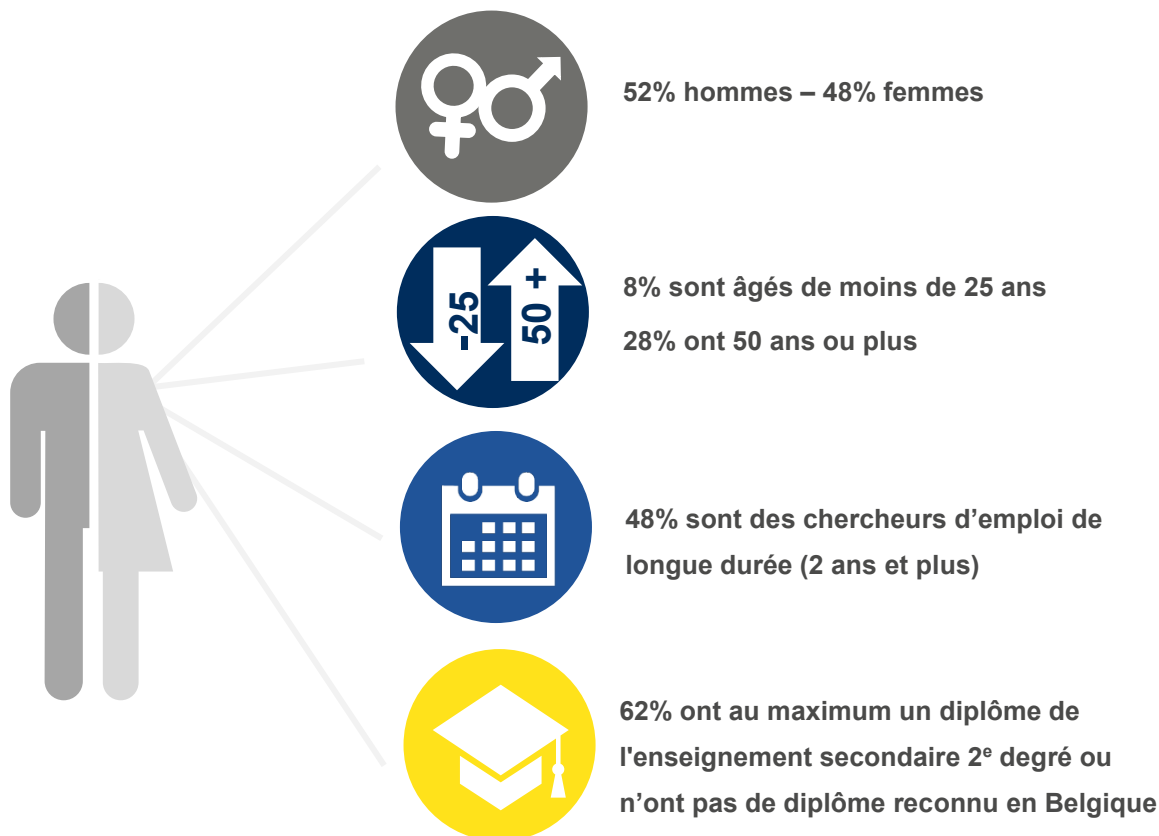 52% hommes – 48% femmes
-25
50 +
8% sont âgés de moins de 25 ans
28% ont 50 ans ou plus
48% sont des chercheurs d’emploi de
longue durée (2 ans et plus)
62% ont au maximum un diplôme de
l'enseignement secondaire 2e degré ou
n’ont pas de diplôme reconnu en Belgique